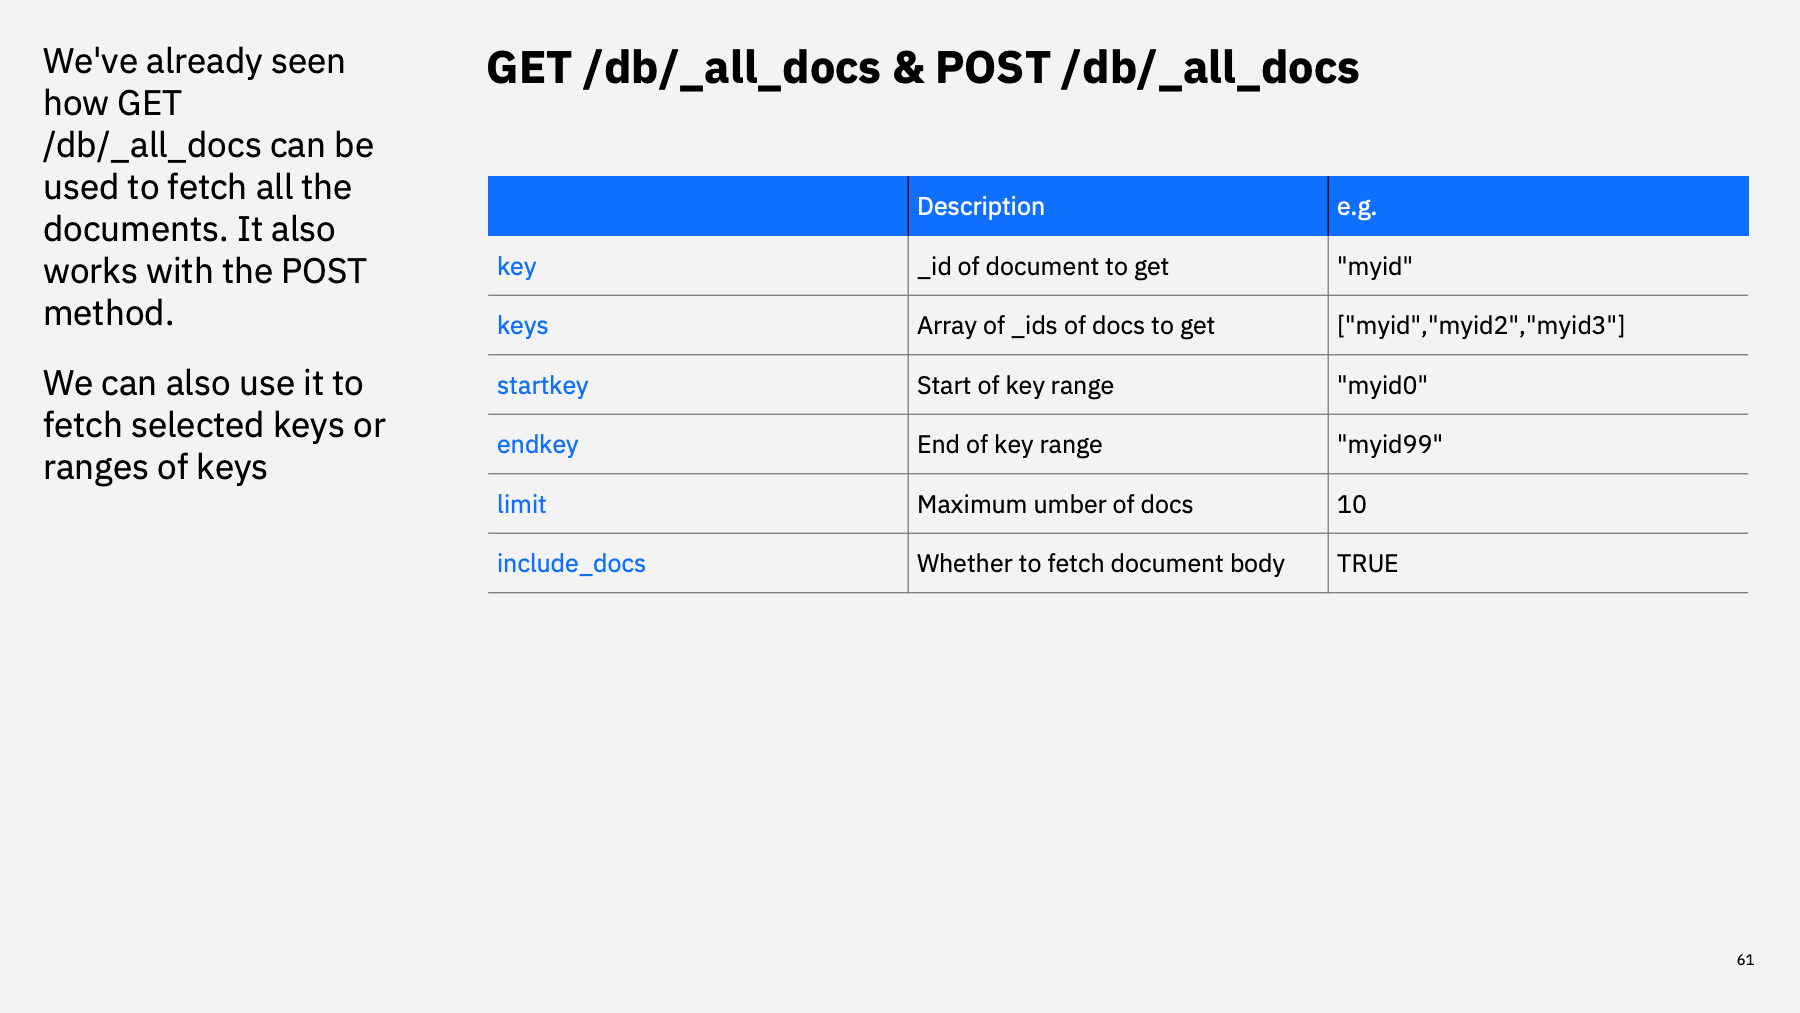 We've already seen
how GET
/db/_all_docs can be
used to fetch all the
documents. It also
works with the POST
method.
We can also use it to
fetch selected keys or
ranges of keys
GET /db/_all_docs & POST /db/_all_docs
Description e.g.
key _id of document to get "myid"
keys Array of _ids of docs to get ["myid","myid2","myid3"]
startkey Start of key range "myid0"
endkey End of key range "myid99"
limit Maximum umber of docs 10
include_docs Whether to fetch document body TRUE
61